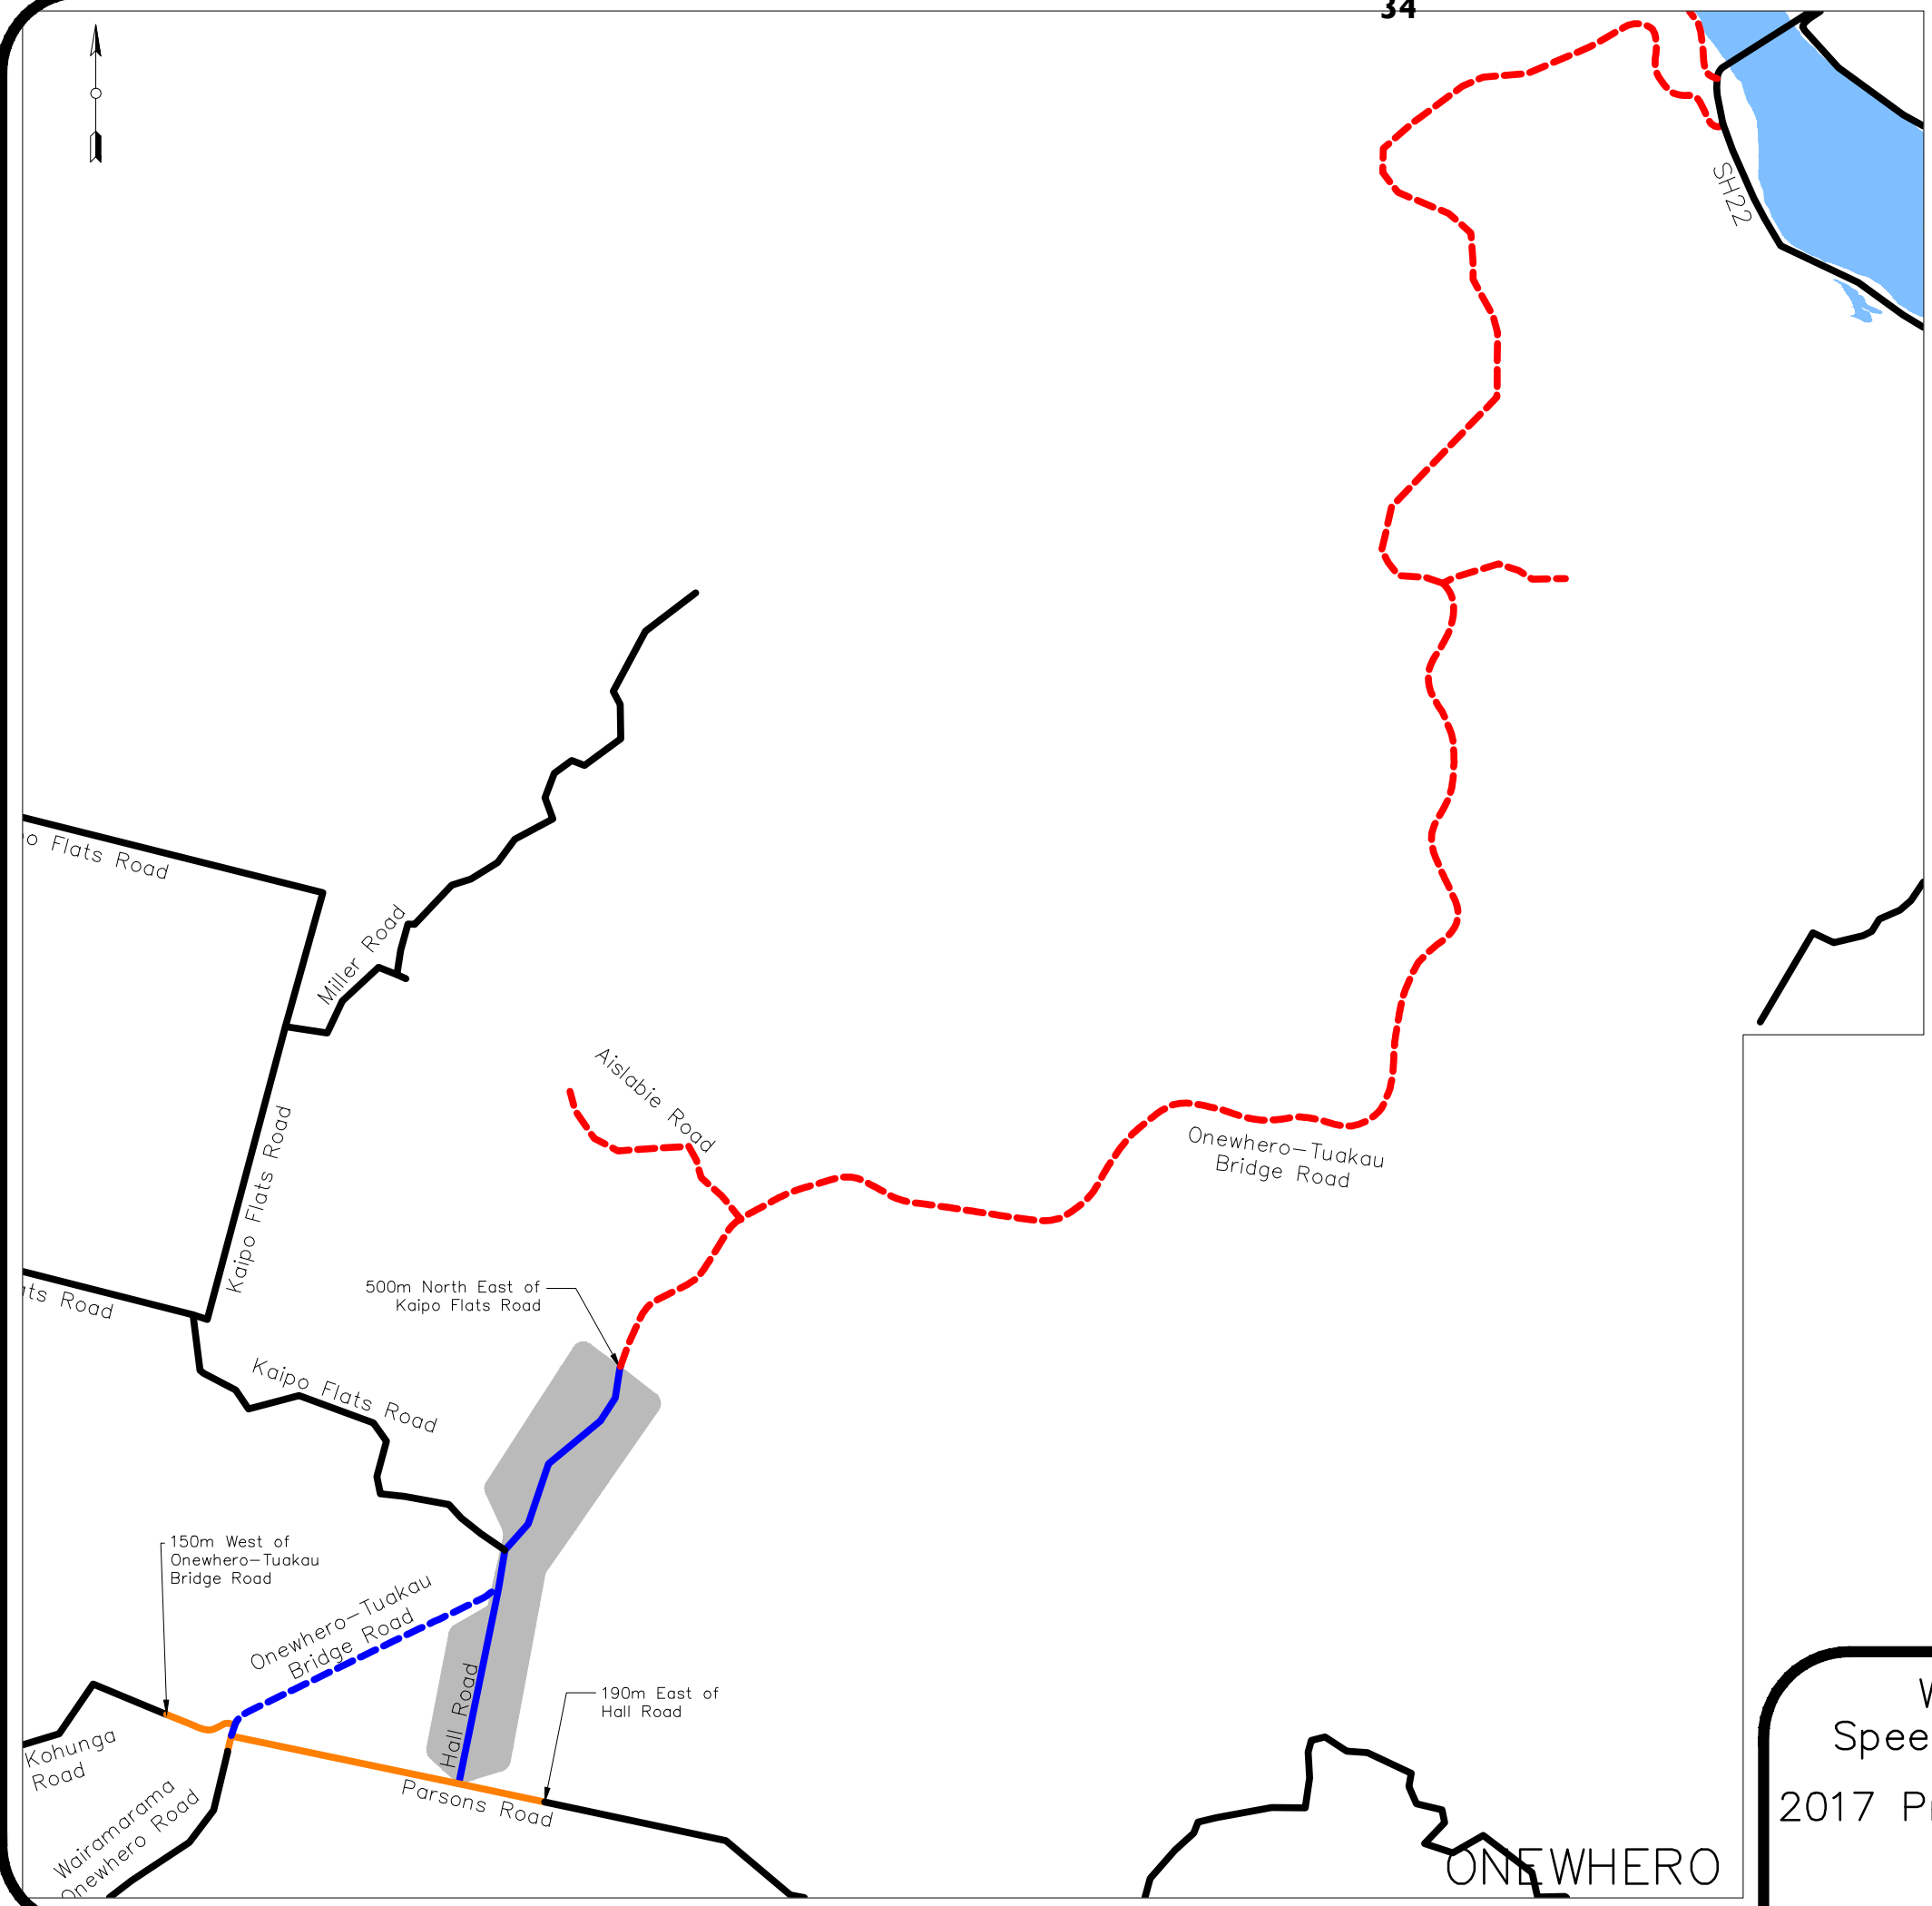 34
SH22
o Flats Road
Miller Road
Aislabie Road
Onewhero-Tuakau
Bridge Road
Kaipo Flats Road
500m North East of
Kaipo Flats Road
ts Road
Kaipo Flats Road
150m West of
Onewhero-Tuakau
Bridge Road
Onewhero-Tuakau
Bridge Road
Hall Road
190m East of
Hall Road
Kohunga
Road
Parsons Road
Wairamarama
Onewhero Road
ONEWHERO
Spee
2017 P